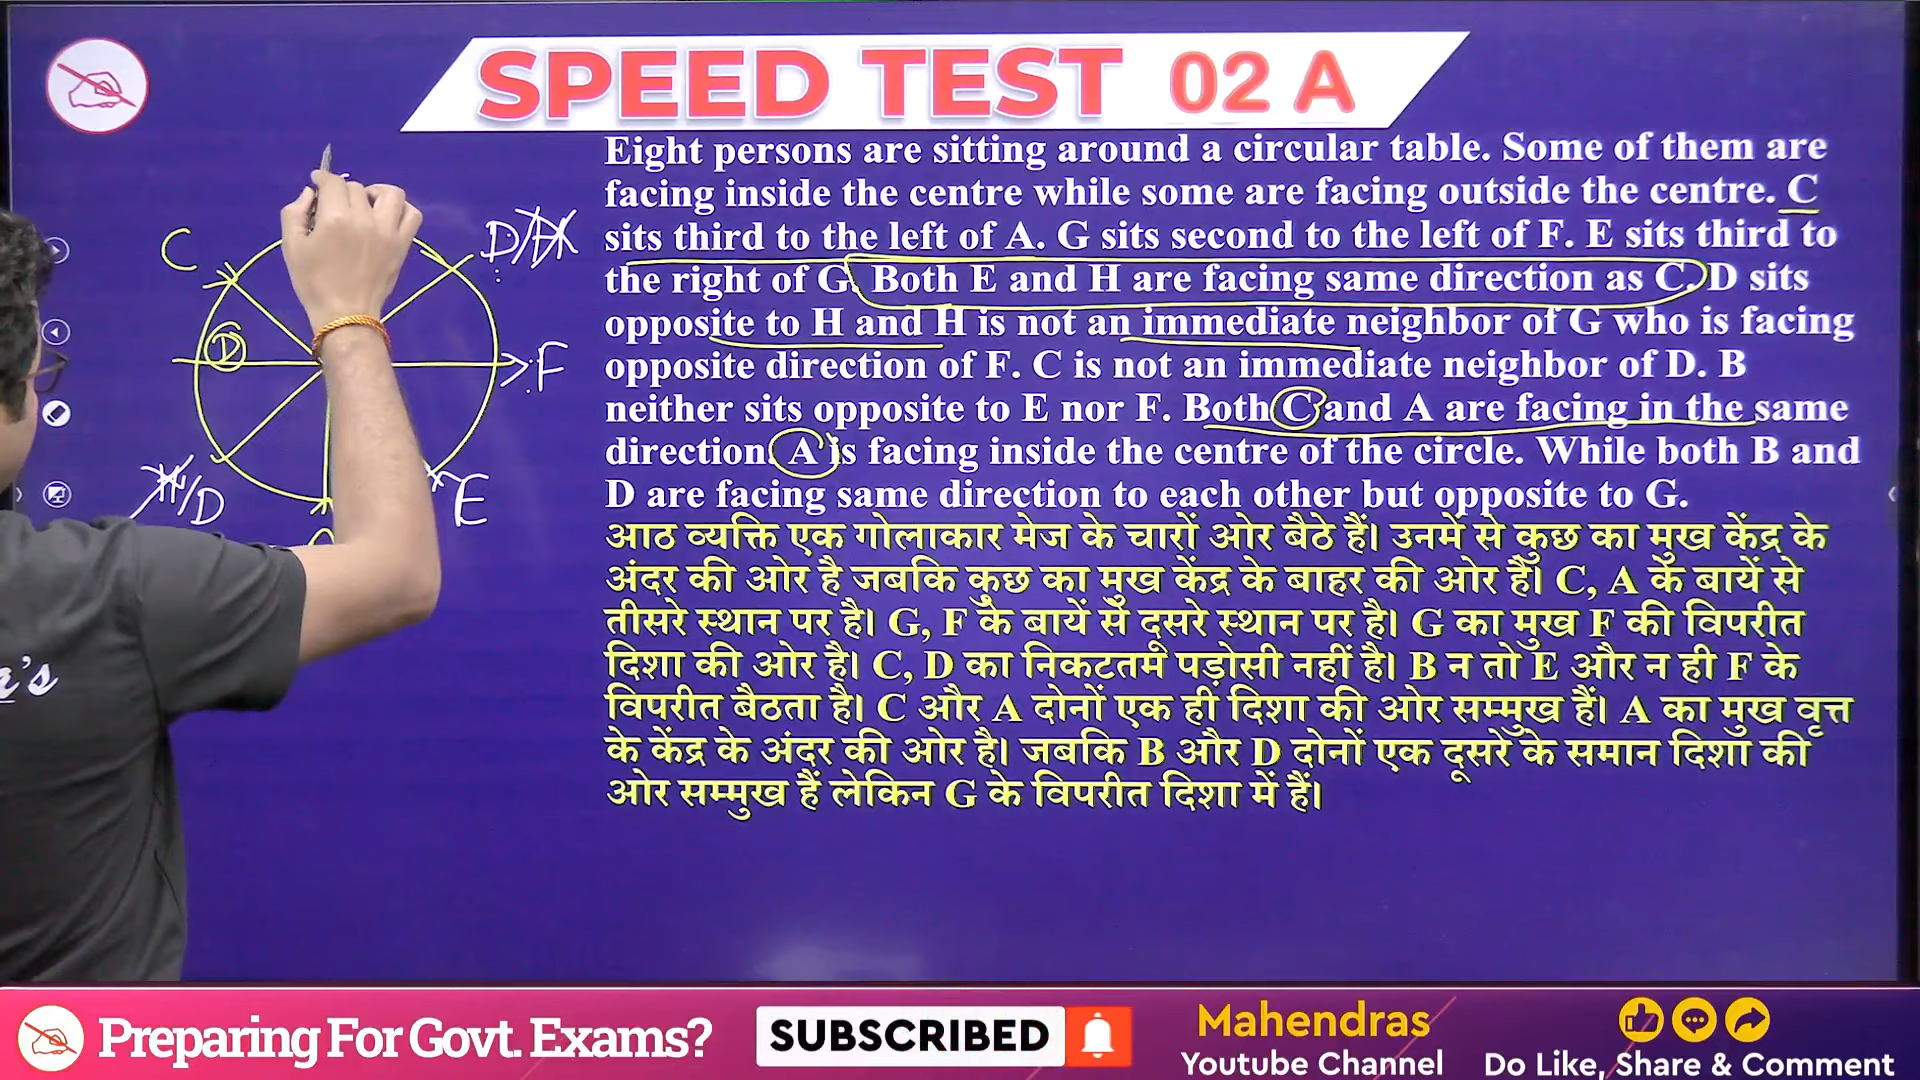 SPEED TEST 02 A
Eight persons are sitting around a circular table. Some of them are
facing inside the centre while some are facing outside the centre. C
sits third to the left of A. G sits second to the left of F. E sits third to
the right of G. Both E and H are facing same direction as C. D sits
opposite to H and H is not an immediate neighbor of G who is facing
opposite direction of F. C is not an immediate neighbor of D. B
neither sits opposite to E nor F. Both C and A are facing in the same
direction. A is facing inside the centre of the circle. While both B and
D are facing same direction to each other but opposite to G.
आठ व्यक्ति एक गोलाकार मेज के चारों ओर बैठे हैं। उनमें से कुछ का मुख केंद्र के
अंदर की ओर है जबकि कुछ का मुख केंद्र के बाहर की ओर है। C, A के बायें से
तीसरे स्थान पर है। G, F के बायें से दूसरे स्थान पर है। G का मुख F की विपरीत
दिशा की ओर है। C, D का निकटतम पड़ोसी नहीं है। B न तो E और न ही F के
विपरीत बैठता है। C और A दोनों एक ही दिशा की ओर सम्मुख हैं। A का मुख वृत्त
के केंद्र के अंदर की ओर है। जबकि B और D दोनों एक दूसरे के समान दिशा की
ओर सम्मुख हैं लेकिन G के विपरीत दिशा में हैं।
C
D/
D
F
/D
E
Preparing For Govt. Exams?
SUBSCRIBED
Mahendras
Youtube Channel
Do Like, Share & Comment